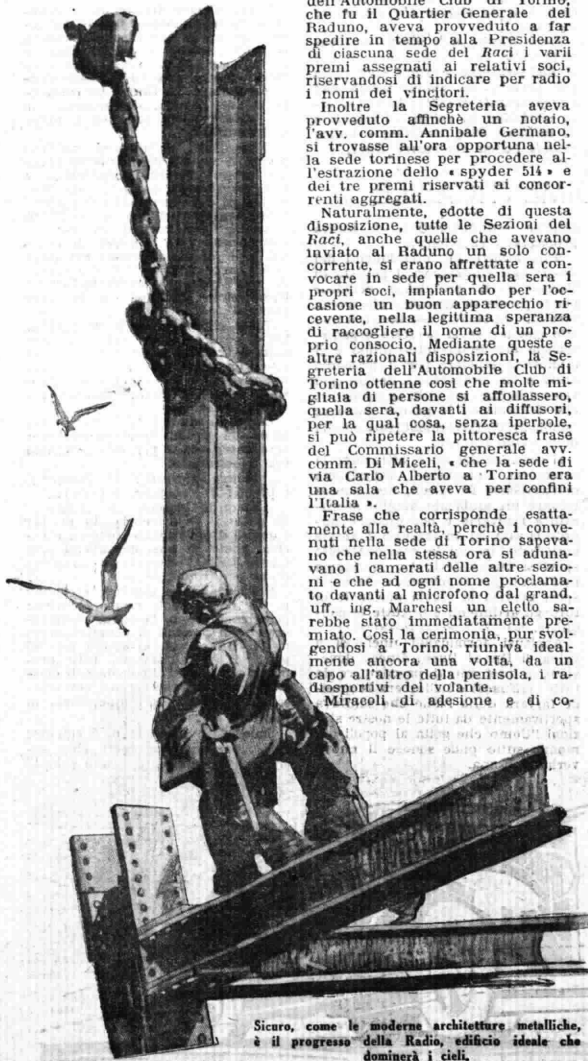 dell'Automobile Club di Torino,
che fu il Quartier Generale del
Raduno, aveva provveduto a far
spedire in tempo alla Presidenza
di ciascuna sede del Raci i varii
premi assegnati ai relativi soci,
riservandosi di indicare per radio
i nomi dei vincitori.
Inoltre la Segreteria aveva
provveduto affinchè un notaio,
l'avv. comm. Annibale Germano,
si trovasse all'ora opportuna nel-
la sede torinese per procedere al-
l'estrazione dello « spyder 514 » e
dei tre premi riservati ai concor-
renti aggregati.
Naturalmente, edotte di questa
disposizione, tutte le Sezioni del
Raci, anche quelle che avevano
inviato al Raduno un solo con-
corrente, si erano affrettate a con-
vocare in sede per quella sera i
propri soci, impiantando per l'oc-
casione un buon apparecchio ri-
cevente, nella legittima speranza
di raccogliere il nome di un pro-
prio consocio. Mediante queste e
altre razionali disposizioni, la Se-
greteria dell'Automobile Club di
Torino ottenne così che molte mi-
gliaia di persone si affollassero,
quella sera, davanti ai diffusori,
per la qual cosa, senza iperbole,
si può ripetere la pittoresca frase
del Commissario generale avv.
comm. Di Miceli, « che la sede di
via Carlo Alberto a Torino era
una sala che aveva per confini
l'Italia ».
Frase che corrisponde esatta-
mente alla realtà, perchè i conve-
nuti nella sede di Torino sapeva-
no che nella stessa ora si aduna-
vano i camerati delle altre sezio-
ni e che ad ogni nome proclama-
to davanti al microfono dal grand.
uff. ing. Marchesi un eletto sa-
rebbe stato immediatamente pre-
miato. Così la cerimonia, pur svol-
gendosi a Torino, riuniva ideal-
mente ancora una volta, da un
capo all'altro della penisola, i ra-
diosportivi del volante.
Miracoli di adesione e di co-
Sicuro, come le moderne architetture metalliche,
è il progresso della Radio, edificio ideale che
dominerà i cieli.